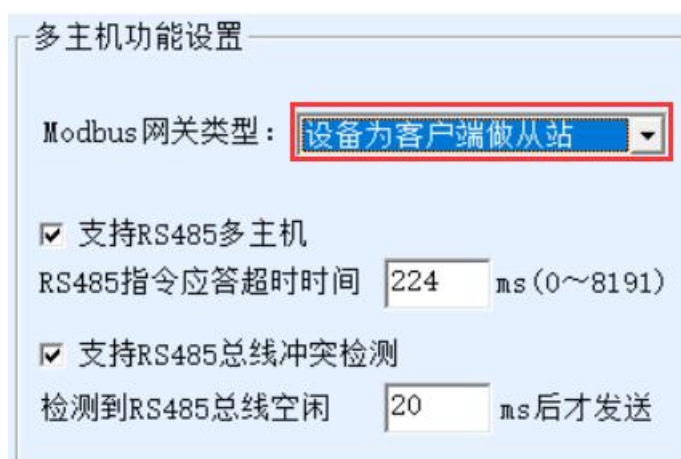 多主机功能设置
Modbus网关类型：设备为客户端做从站
支持RS485多主机
RS485指令应答超时时间 224 ms(0～8191)
支持RS485总线冲突检测
检测到RS485总线空闲 20 ms后才发送